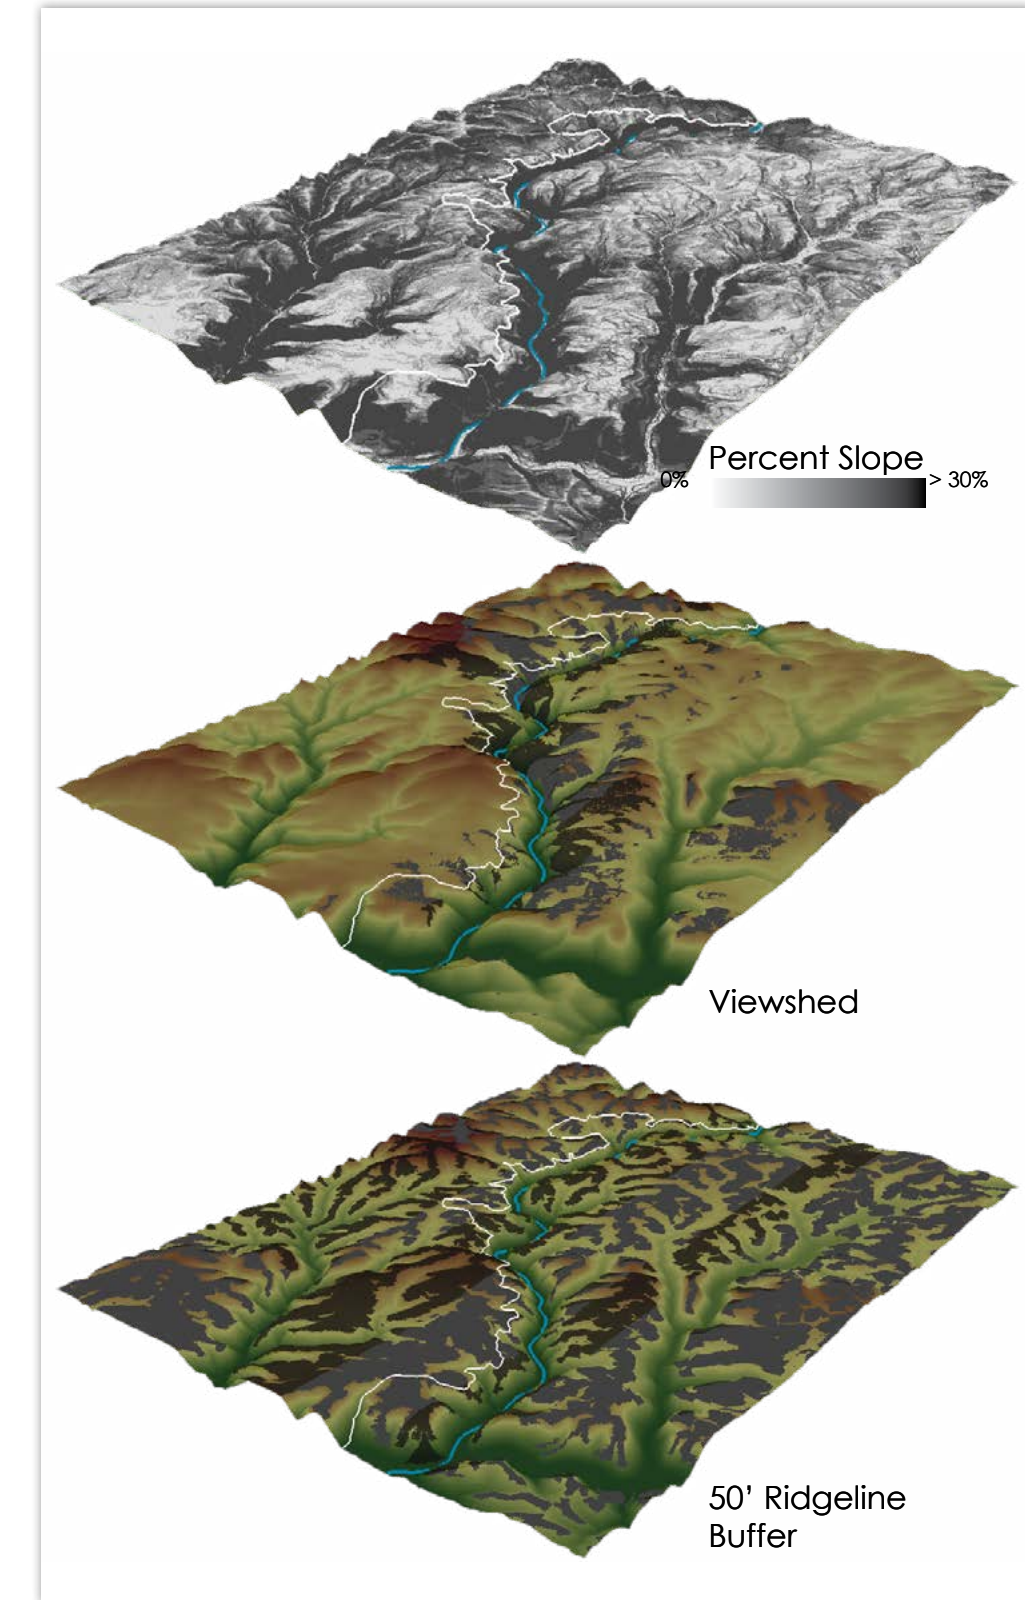 Percent Slope
0%
> 30%
Viewshed
50’ Ridgeline
Buffer